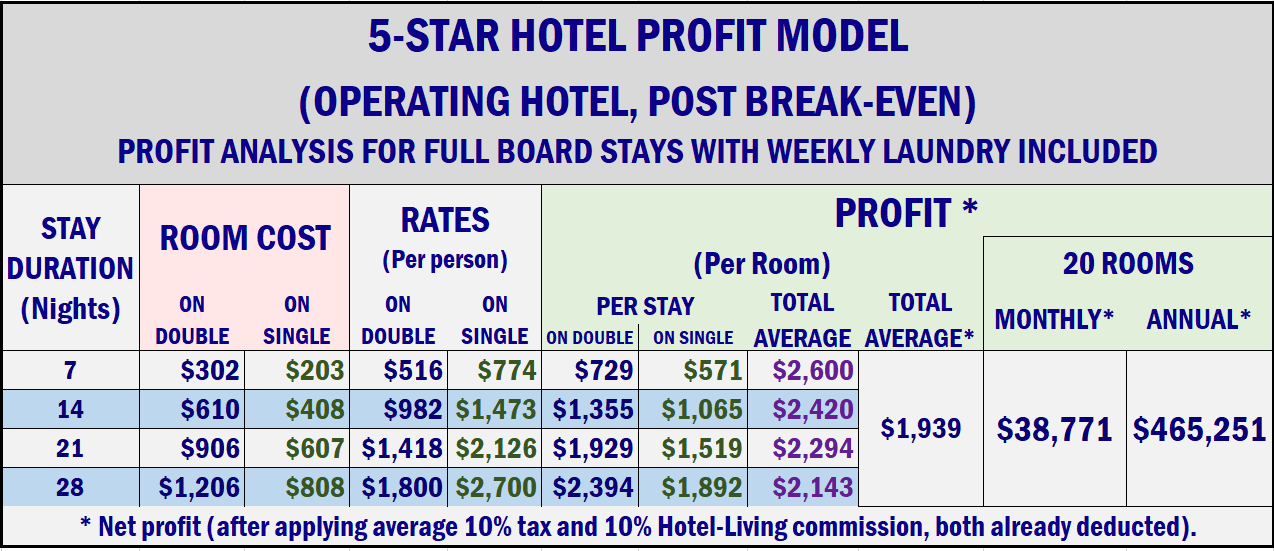 5-STAR HOTEL PROFIT MODEL
(OPERATING HOTEL, POST BREAK-EVEN)
PROFIT ANALYSIS FOR FULL BOARD STAYS WITH WEEKLY LAUNDRY INCLUDED
STAY DURATION (Nights)
ROOM COST
ON DOUBLE
ON SINGLE
RATES
(Per person)
ON DOUBLE
ON SINGLE
PROFIT *
(Per Room)
PER STAY
ON DOUBLE
ON SINGLE
TOTAL AVERAGE
TOTAL AVERAGE*
20 ROOMS
MONTHLY*
ANNUAL*
7 $302 $203 $516 $774 $729 $571 $2,600
14 $610 $408 $982 $1,473 $1,355 $1,065 $2,420
$1,939 $38,771 $465,251
21 $906 $607 $1,418 $2,126 $1,929 $1,519 $2,294
28 $1,206 $808 $1,800 $2,700 $2,394 $1,892 $2,143
* Net profit (after applying average 10% tax and 10% Hotel-Living commission, both already deducted).